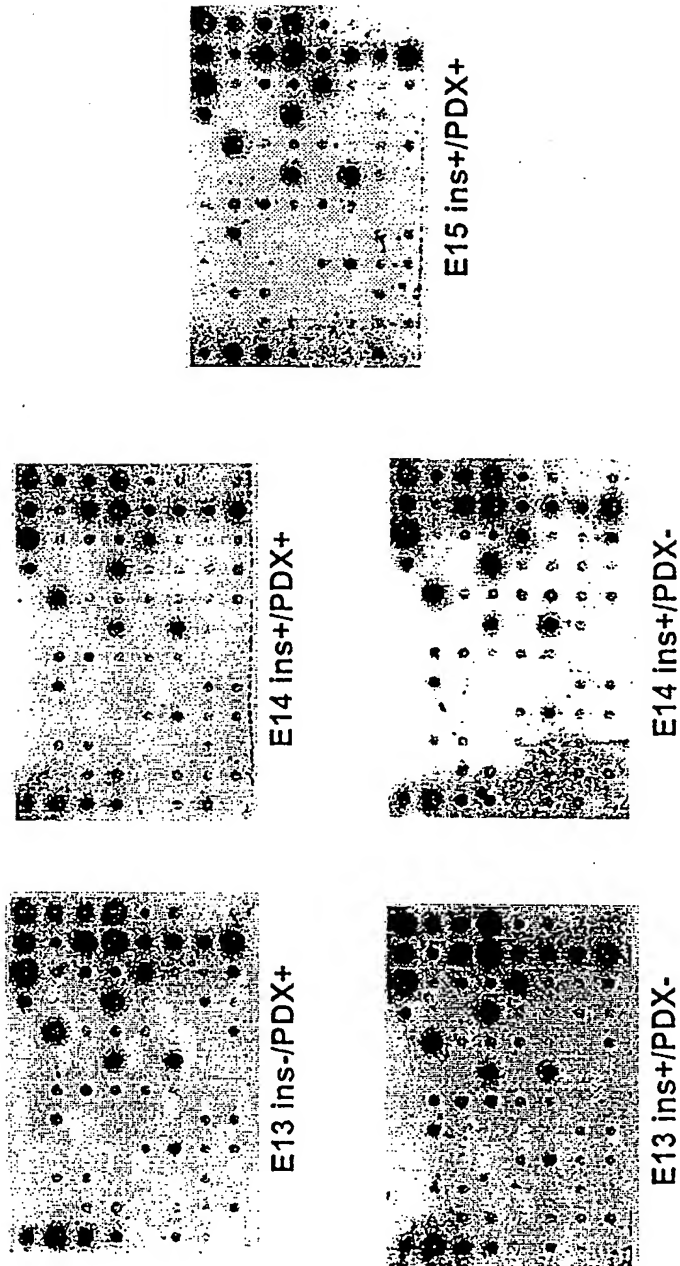 E15 ins+/PDX+
E14 ins+/PDX+
E14 ins+/PDX-
E13 ins-/PDX+
E13 ins+/PDX-